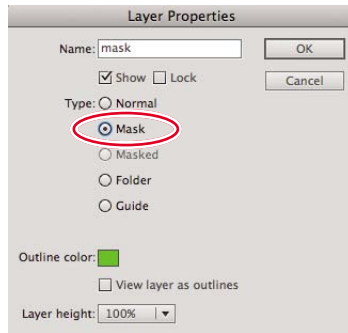 Layer Properties
Name: mask
OK
Show Lock
Cancel
Type: Normal
Mask
Masked
Folder
Guide
Outline color:
View layer as outlines
Layer height: 100%